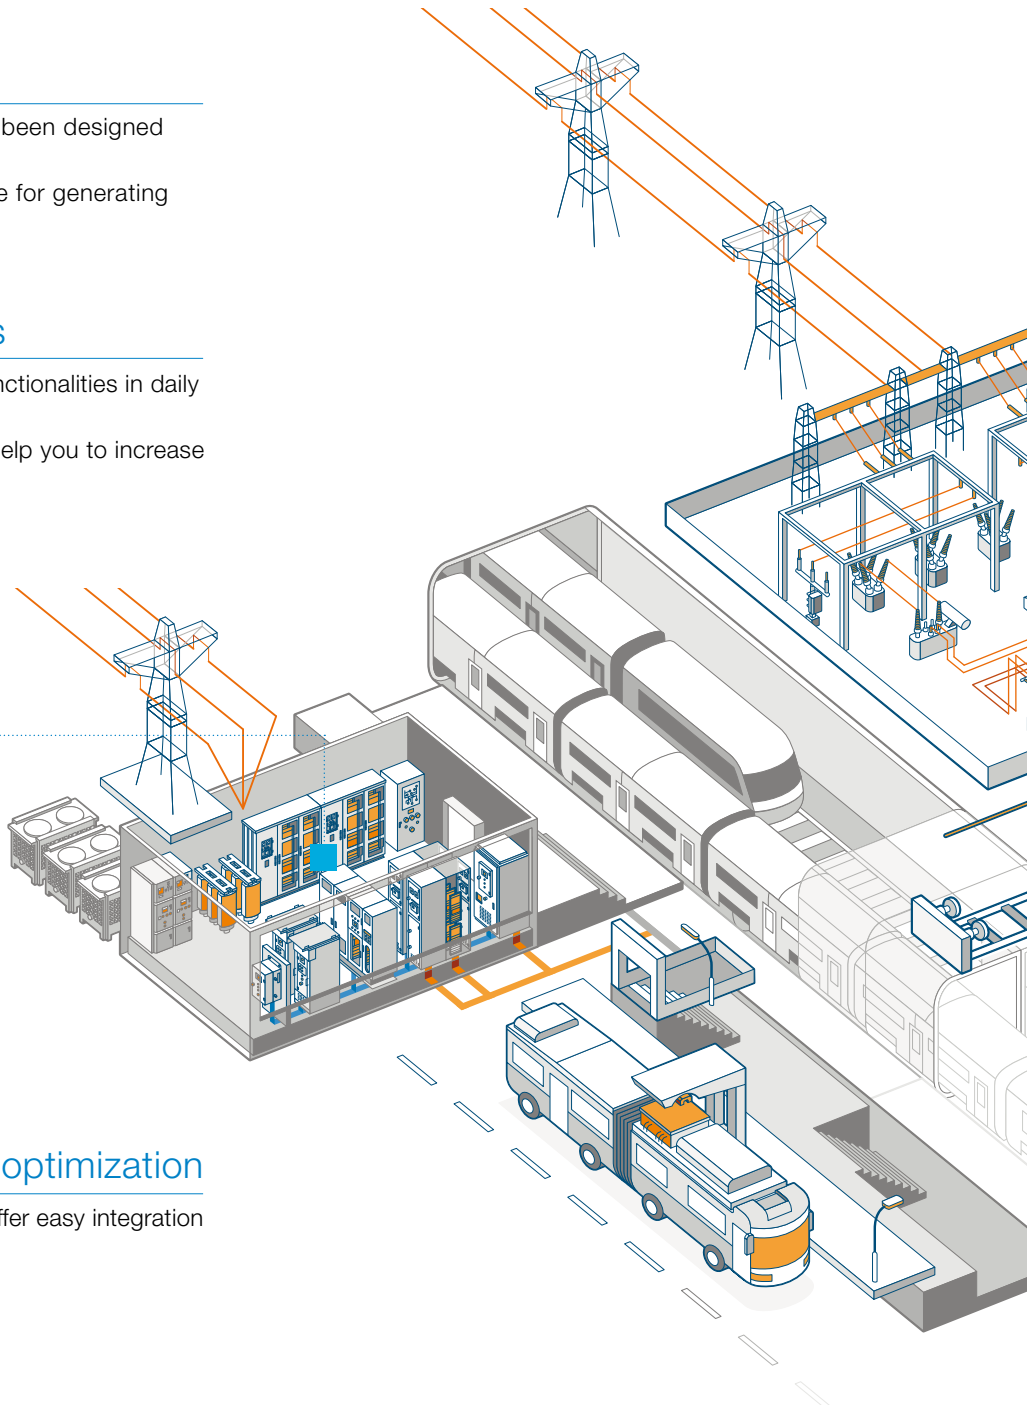 been designed
for generating
nctionalities in daily
elp you to increase
optimization
ffer easy integration